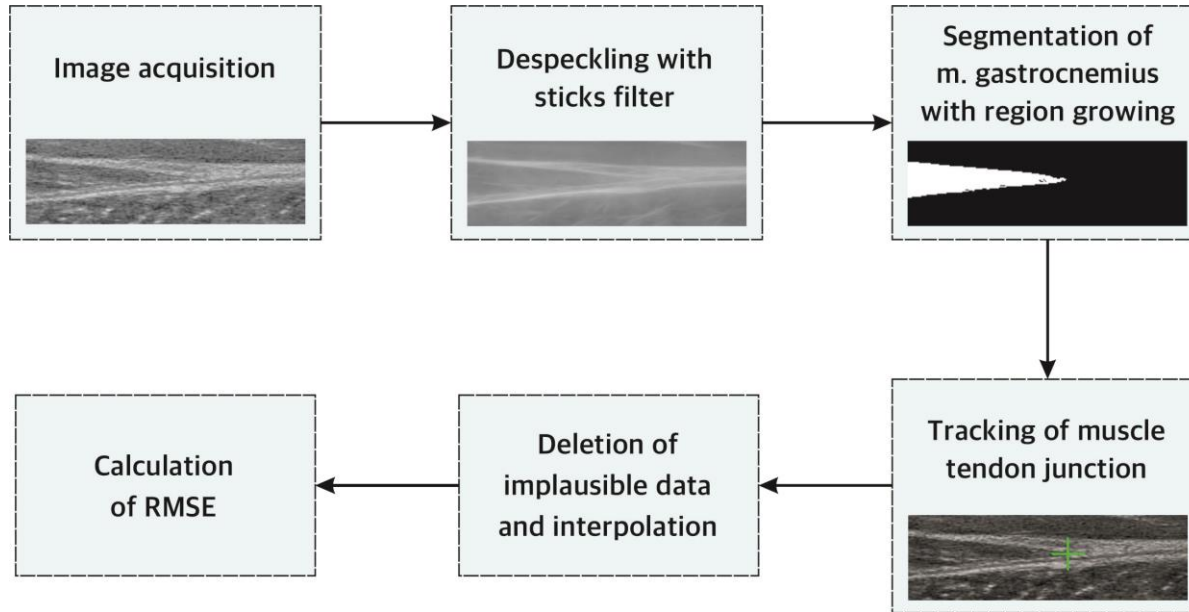 Image acquisition
Despeckling with
sticks filter
Segmentation of
m. gastrocnemius
with region growing
Tracking of muscle
tendon junction
Deletion of
implausible data
and interpolation
Calculation
of RMSE